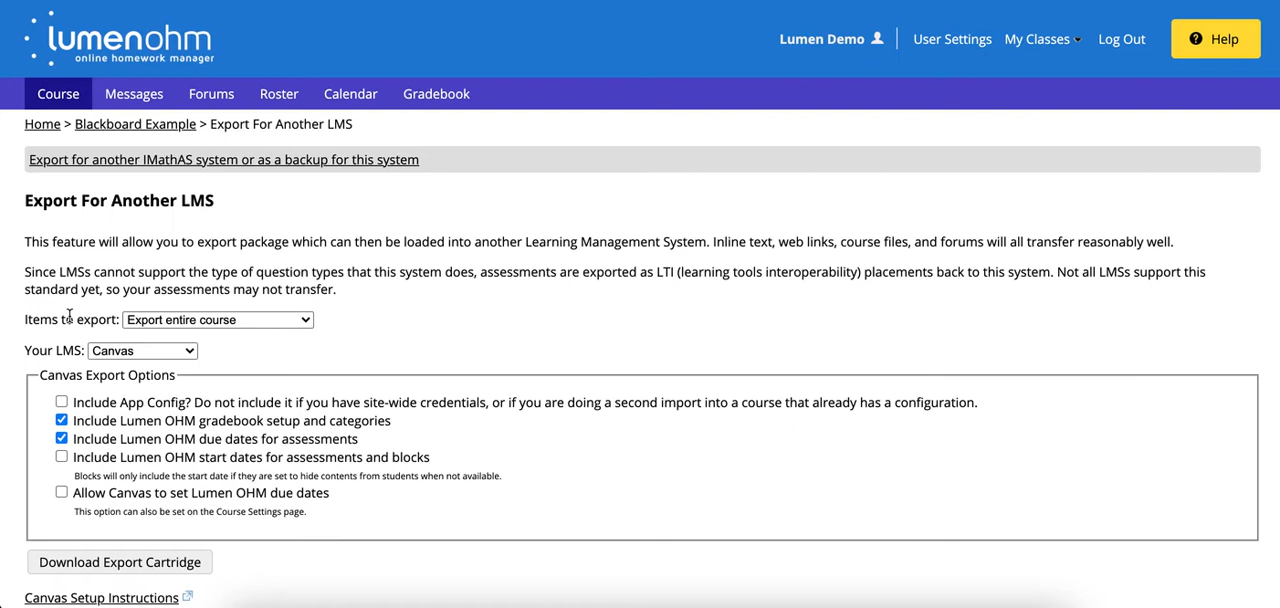 lumenohm
online homework manager
Lumen Demo
User Settings
My Classes
Log Out
Help
Course
Messages
Forums
Roster
Calendar
Gradebook
Home > Blackboard Example > Export For Another LMS
Export for another IMathAS system or as a backup for this system
Export For Another LMS
This feature will allow you to export package which can then be loaded into another Learning Management System. Inline text, web links, course files, and forums will all transfer reasonably well.
Since LMSs cannot support the type of question types that this system does, assessments are exported as LTI (learning tools interoperability) placements back to this system. Not all LMSs support this
standard yet, so your assessments may not transfer.
Items to export: Export entire course
Your LMS: Canvas
Canvas Export Options
Include App Config? Do not include it if you have site-wide credentials, or if you are doing a second import into a course that already has a configuration.
Include Lumen OHM gradebook setup and categories
Include Lumen OHM due dates for assessments
Include Lumen OHM start dates for assessments and blocks
Blocks will only include the start date if they are set to hide contents from students when not available.
Allow Canvas to set Lumen OHM due dates
This option can also be set on the Course Settings page.
Download Export Cartridge
Canvas Setup Instructions